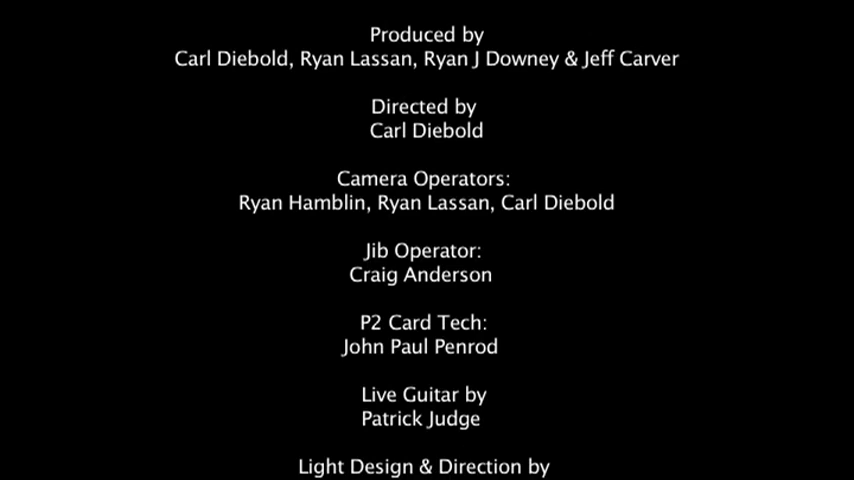 Produced by
Carl Diebold, Ryan Lassan, Ryan J Downey & Jeff Carver
Directed by
Carl Diebold
Camera Operators:
Ryan Hamblin, Ryan Lassan, Carl Diebold
Jib Operator:
Craig Anderson
P2 Card Tech:
John Paul Penrod
Live Guitar by
Patrick Judge
Light Design & Direction by